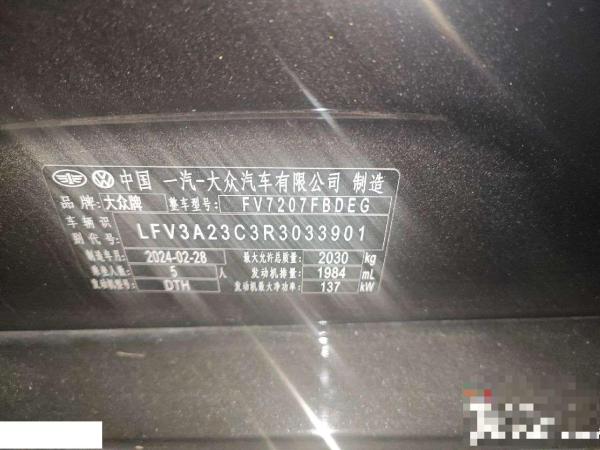 中国 一汽-大众汽车有限公司 制造
品牌: 大众牌 整车型号: FV7207FBDEG
车辆识别代号: LFV3A23C3R3033901
制造年月: 2024-02-28 最大允许总质量: 2030 kg
乘坐人数: 5 人 发动机排量: 1984 mL
发动机型号: DTH 发动机最大净功率: 137 kW